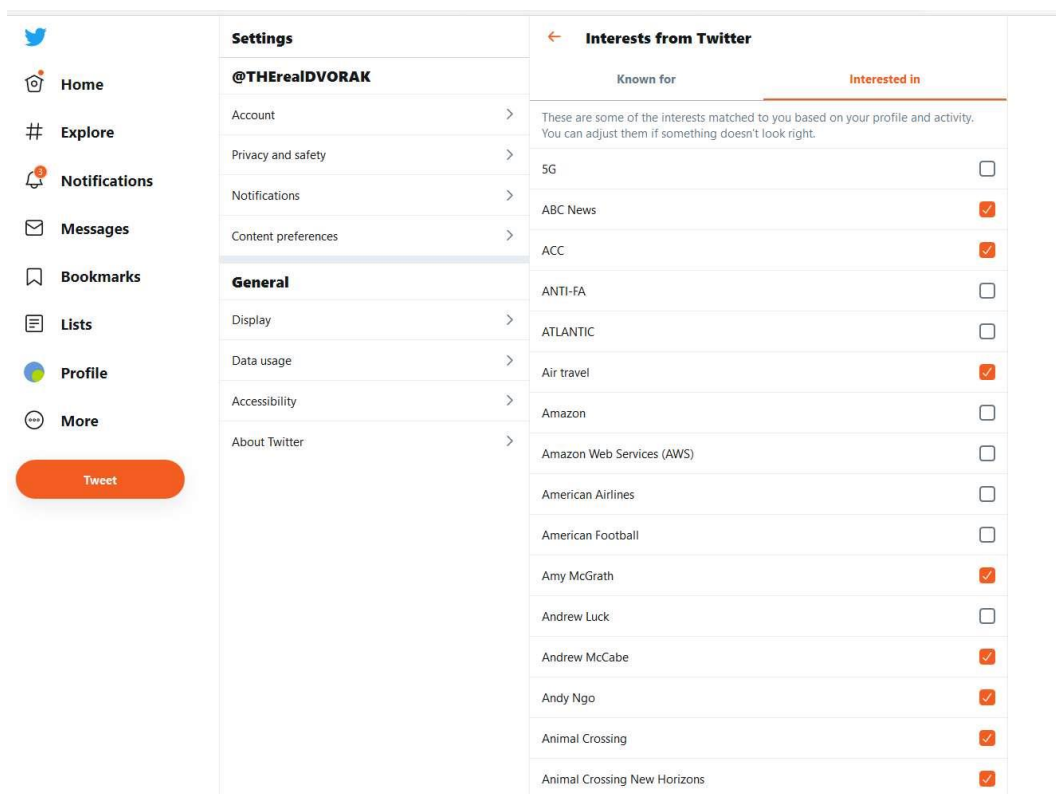 Home
Explore
3
Notifications
Messages
Bookmarks
Lists
Profile
More
Tweet
Settings
@THErealDVORAK
Account
Privacy and safety
Notifications
Content preferences
General
Display
Data usage
Accessibility
About Twitter
Interests from Twitter
Known for
Interested in
These are some of the interests matched to you based on your profile and activity.
You can adjust them if something doesn't look right.
5G
ABC News
ACC
ANTI-FA
ATLANTIC
Air travel
Amazon
Amazon Web Services (AWS)
American Airlines
American Football
Amy McGrath
Andrew Luck
Andrew McCabe
Andy Ngo
Animal Crossing
Animal Crossing New Horizons